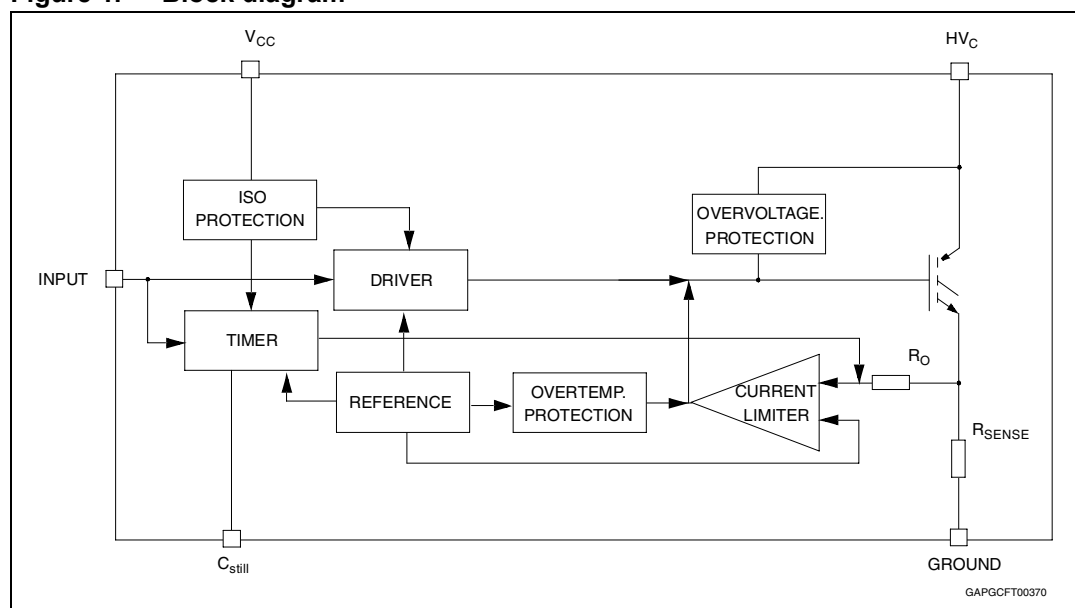 Figure 1. Block diagram
VCC
HVC
ISO
PROTECTION
OVERVOLTAGE.
PROTECTION
INPUT
DRIVER
TIMER
RO
REFERENCE
OVERTEMP.
PROTECTION
CURRENT
LIMITER
RSENSE
Cstill
GROUND
GAPGCFT00370